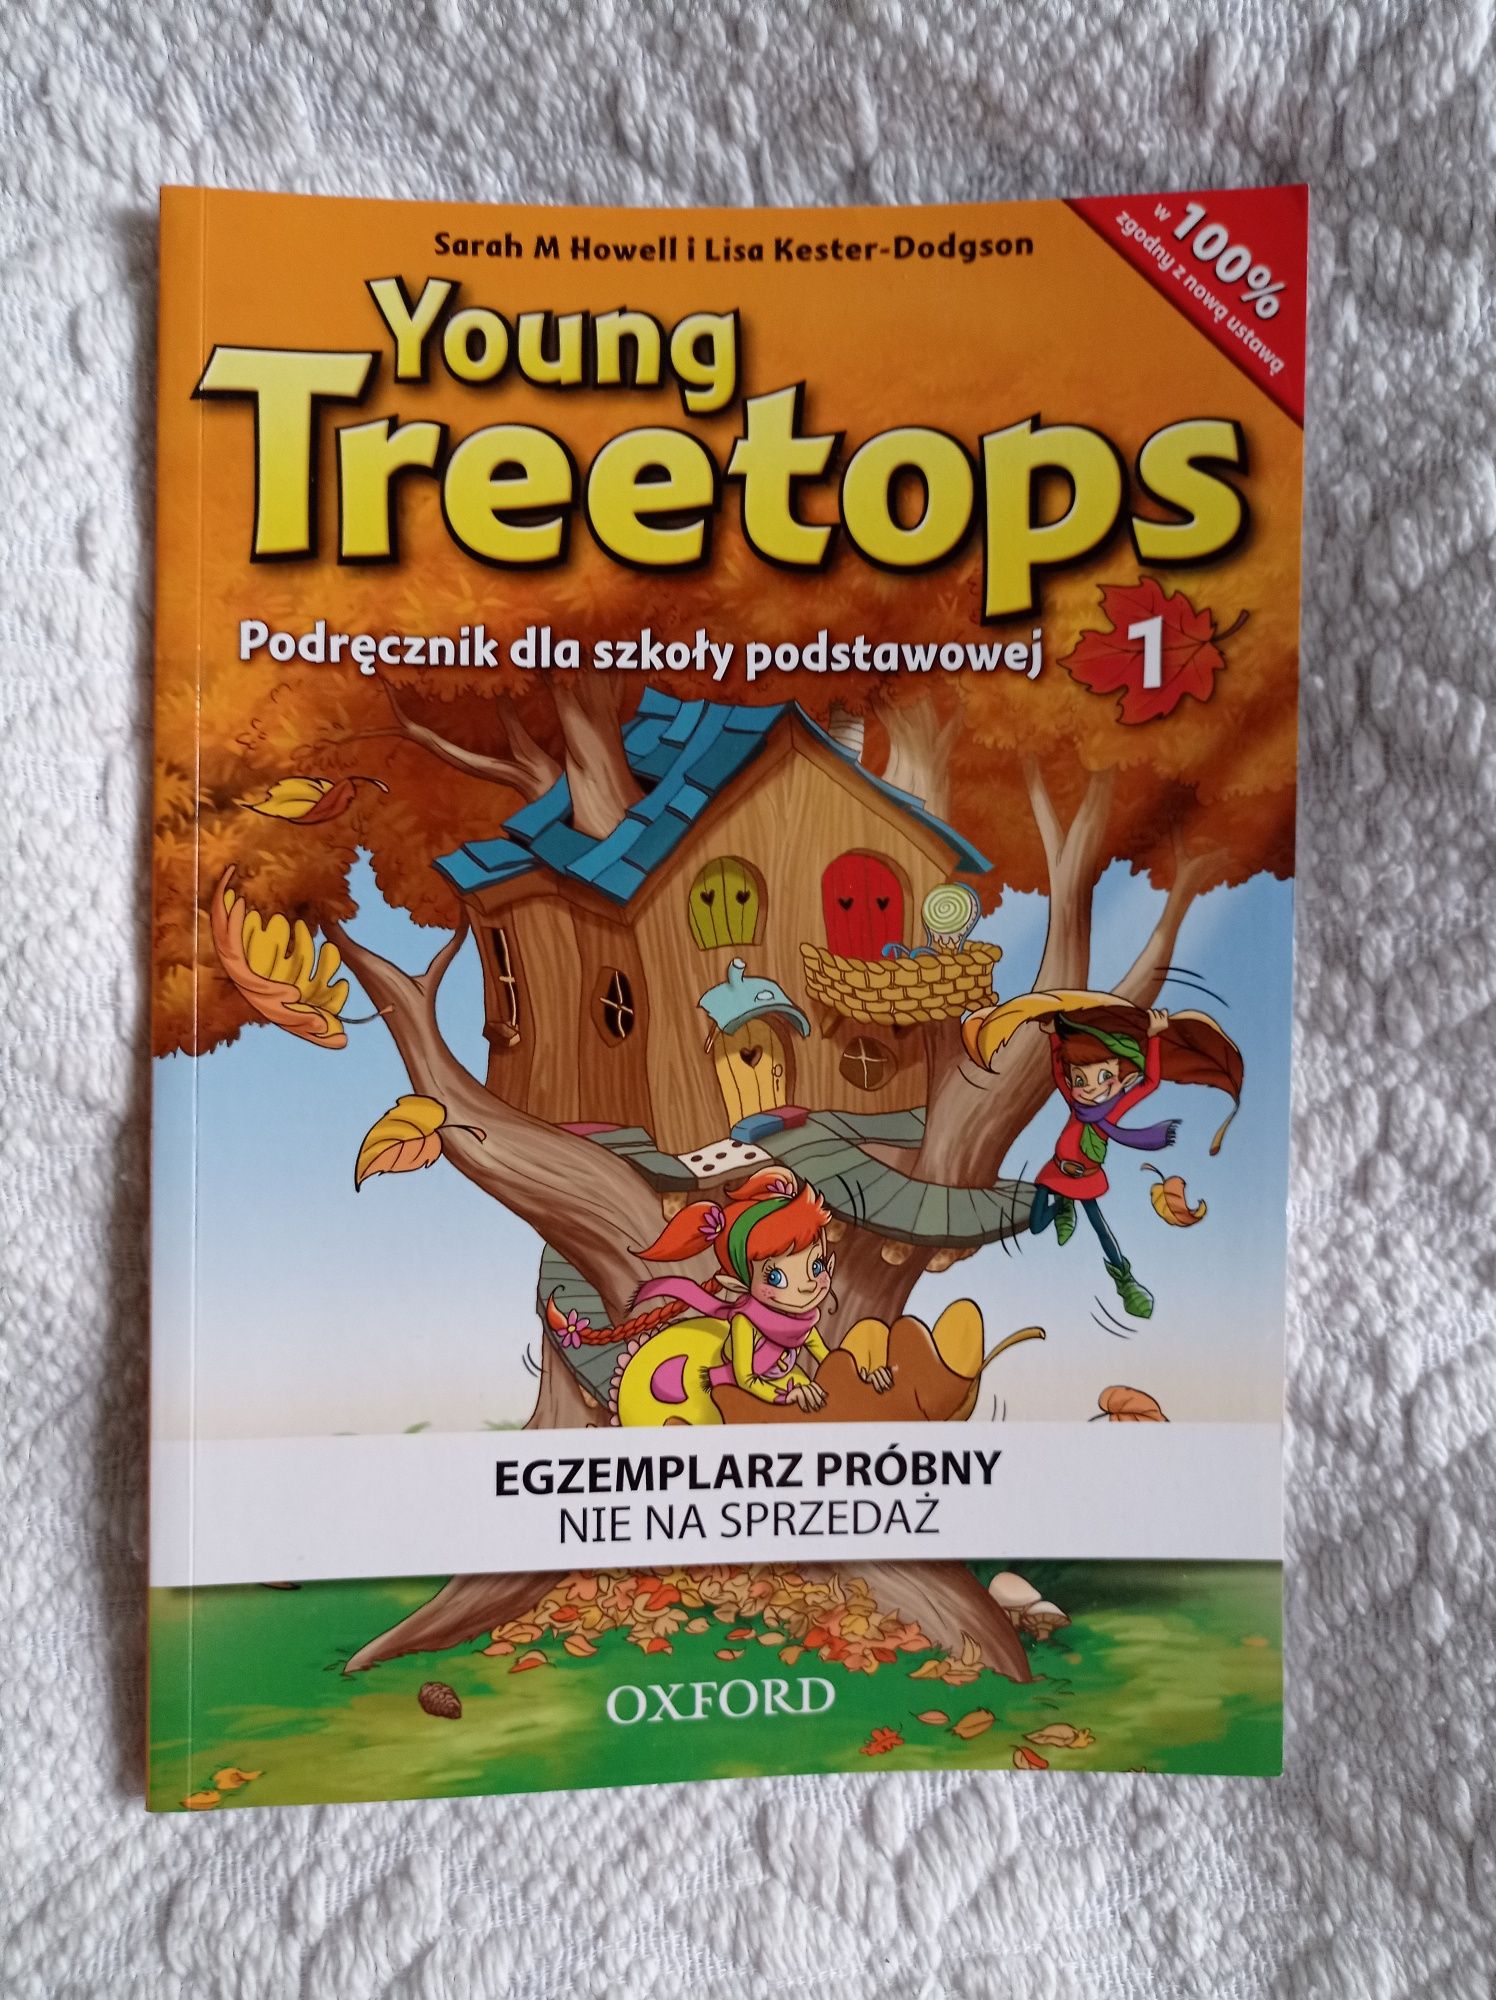 Sarah M Howell i Lisa Kester-Dodgson
w 100%
zgodny z nową ustawą
Young
Treetops
Podręcznik dla szkoły podstawowej 1
EGZEMPLARZ PRÓBNY
NIE NA SPRZEDAŻ
OXFORD